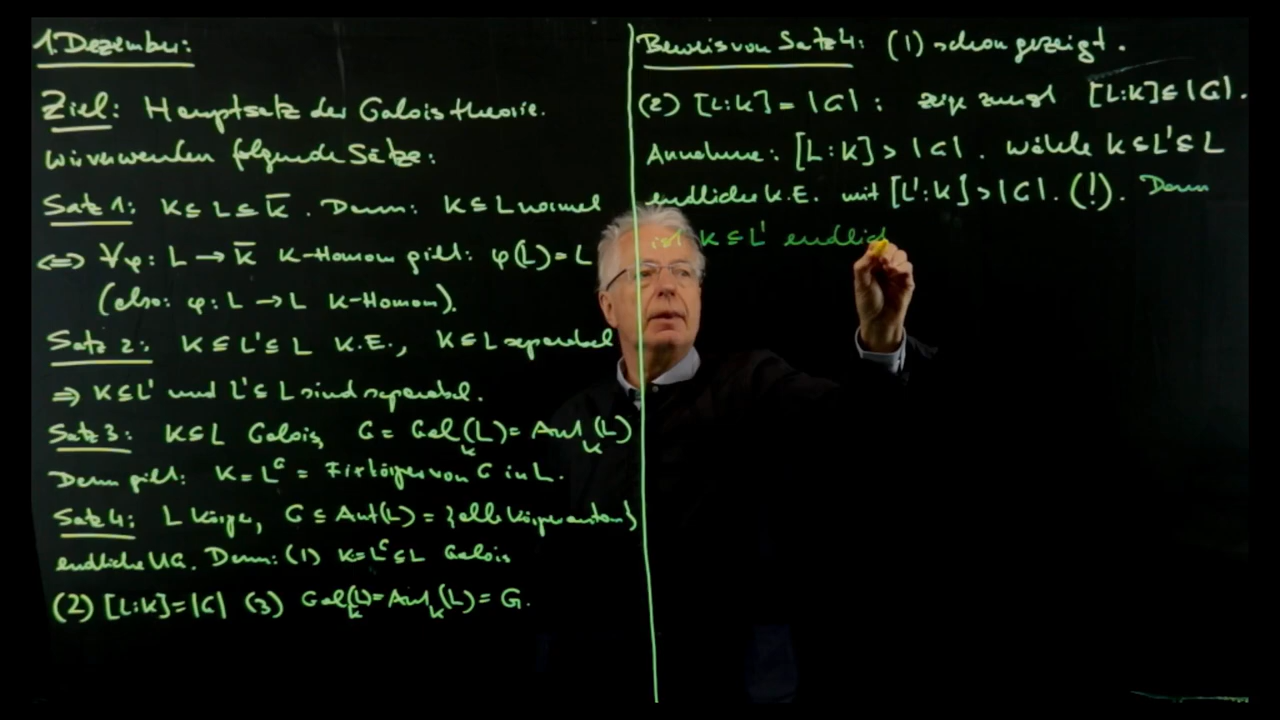 1. Dezember:
Ziel: Hauptsatz der Galoistheorie.
Wir verwenden folgende Sätze:
Satz 1: K ⊆ L ⊆ K̅. Dann: K ⊆ L normal
⟺ ∀φ: L → K̅ K-Homom gilt: φ(L) = L
(also: φ: L → L K-Homom).
Satz 2: K ⊆ L' ⊆ L K.E., K ⊆ L separabel
⇒ K ⊆ L' und L' ⊆ L sind separabel.
Satz 3: K ⊆ L Galois, G = Gal_K(L) = Aut_K(L)
Dann gilt: K = L^G = Fixkörper von G in L.
Satz 4: L Körper, G ⊆ Aut(L) = {alle Körperautom}
endliche UG. Dann: (1) K = L^G ⊆ L Galois
(2) [L:K] = |G| (3) Gal_K(L) = Aut_K(L) = G.
Beweis von Satz 4: (1) schon gezeigt.
(2) [L:K] = |G|: zeige zunächst [L:K] ≤ |G|.
Annahme: [L:K] > |G|. Wähle K ⊆ L' ⊆ L
endliche K.E. mit [L':K] > |G|. (!). Dann
ist K ⊆ L' endlich